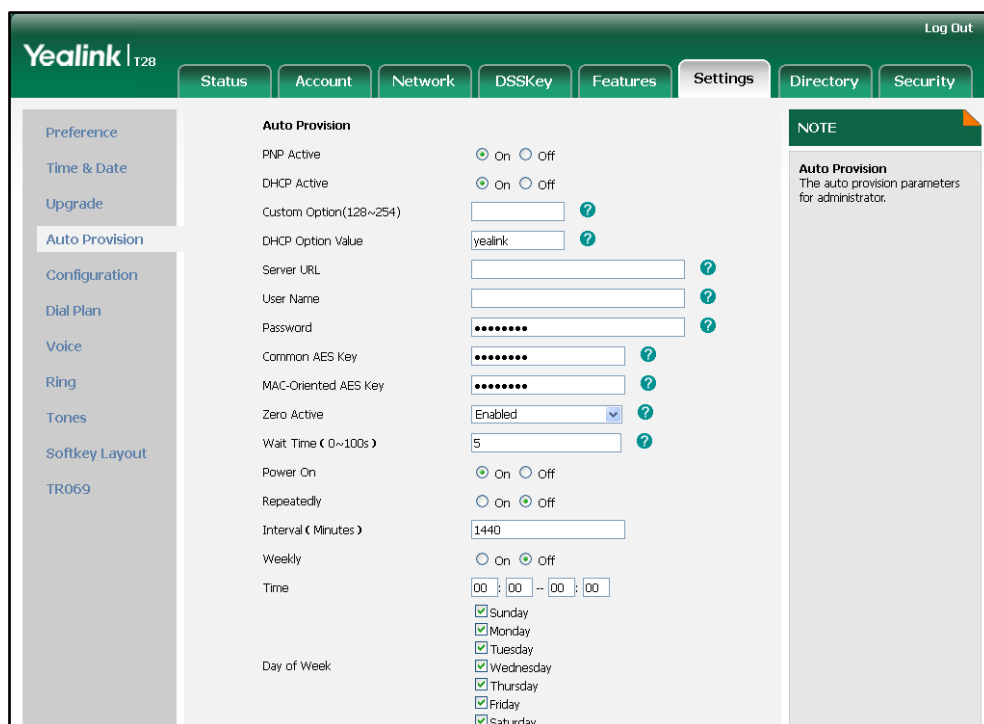 Log Out
Yealink | T28
Status Account Network DSSKey Features Settings Directory Security
Preference
Time & Date
Upgrade
Auto Provision
Configuration
Dial Plan
Voice
Ring
Tones
Softkey Layout
TR069
Auto Provision
PNP Active On Off
DHCP Active On Off
Custom Option(128~254) ?
DHCP Option Value yealink ?
Server URL ?
User Name ?
Password •••••••• ?
Common AES Key •••••••• ?
MAC-Oriented AES Key •••••••• ?
Zero Active Enabled ?
Wait Time ( 0~100s ) 5 ?
Power On On Off
Repeatedly On Off
Interval ( Minutes ) 1440
Weekly On Off
Time 00 : 00 -- 00 : 00
Day of Week
Sunday
Monday
Tuesday
Wednesday
Thursday
Friday
Saturday
NOTE
Auto Provision
The auto provision parameters
for administrator.